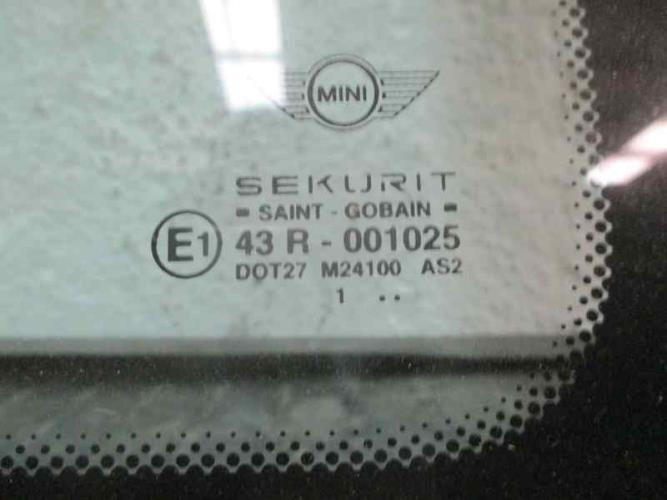 MINI
SEKURIT
= SAINT - GOBAIN =
E1 43 R - 001025
DOT27 M24100 AS2
1 ..